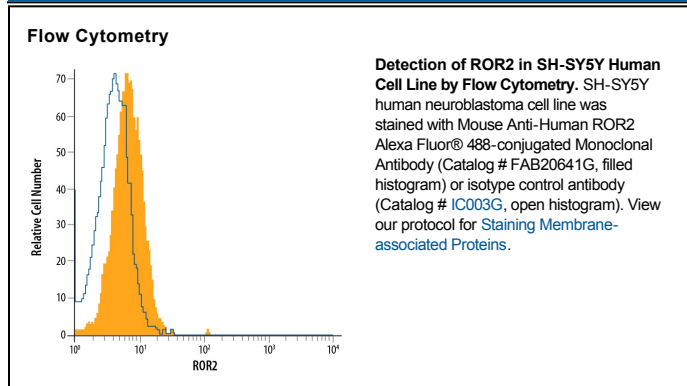 Flow Cytometry
Detection of ROR2 in SH-SY5Y Human
Cell Line by Flow Cytometry. SH-SY5Y
human neuroblastoma cell line was
stained with Mouse Anti-Human ROR2
Alexa Fluor® 488-conjugated Monoclonal
Antibody (Catalog # FAB20641G, filled
histogram) or isotype control antibody
(Catalog # IC003G, open histogram). View
our protocol for Staining Membrane-
associated Proteins.
Relative Cell Number
70
60
50
40
30
20
10
0
10⁰ 10¹ 10² 10³ 10⁴
ROR2